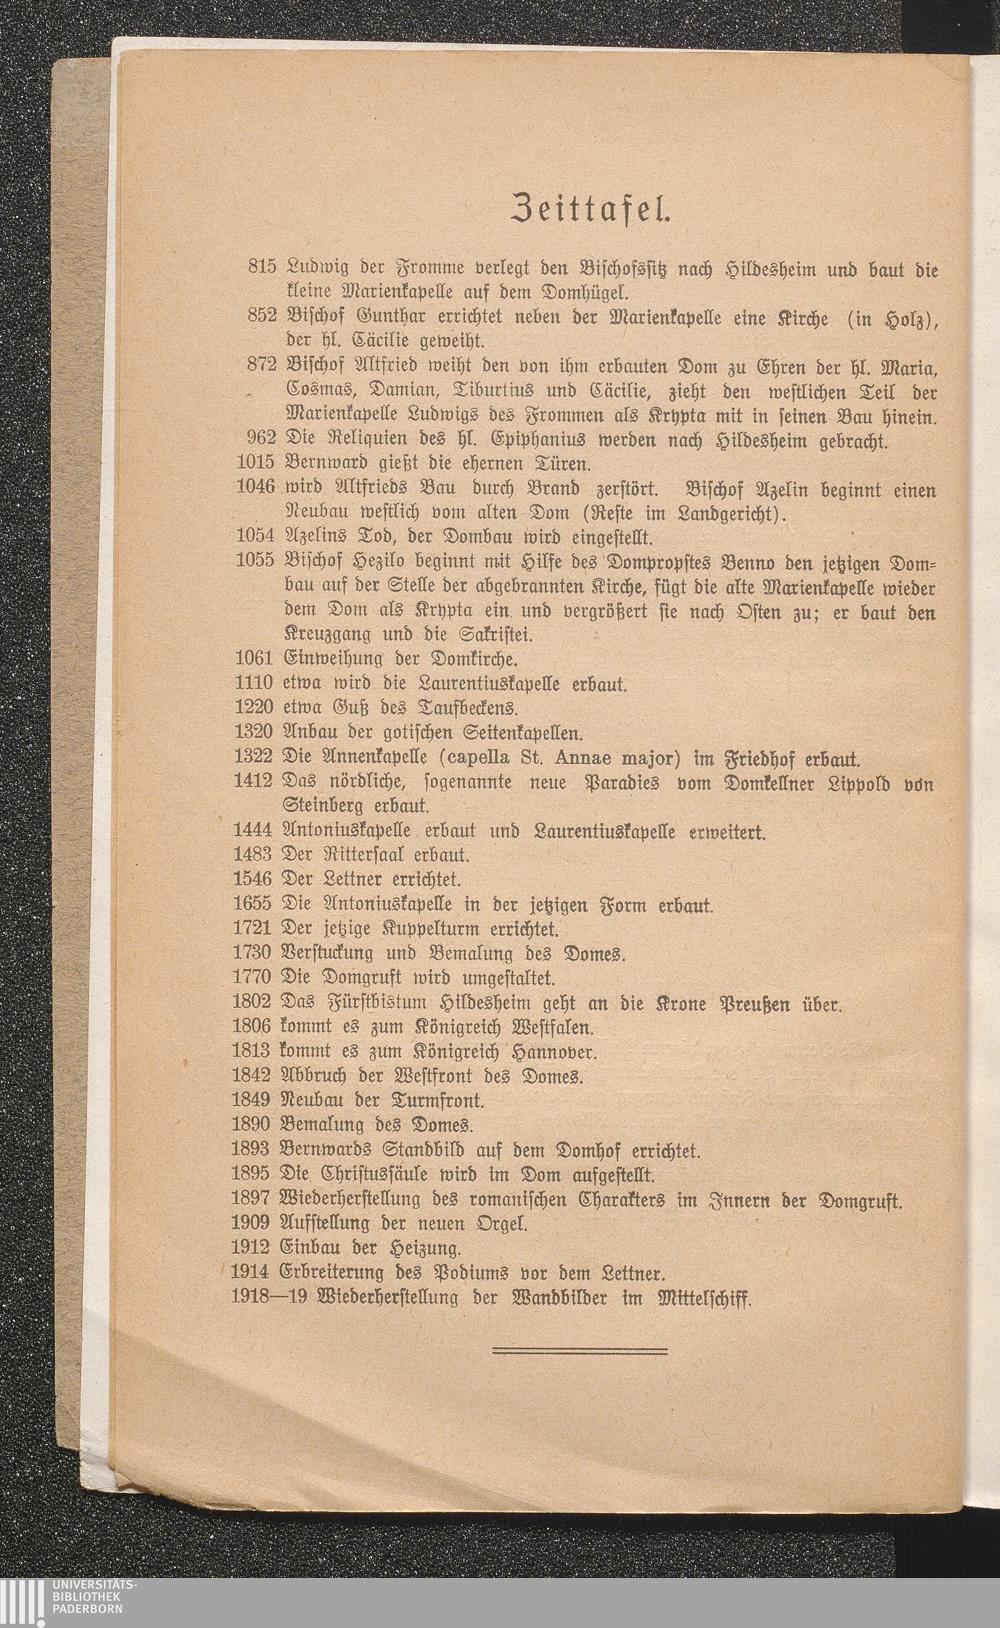 Zeittafel.
815 Ludwig der Fromme verlegt den Bischofssitz nach Hildesheim und baut die
kleine Marienkapelle auf dem Domhügel.
852 Bischof Gunthar errichtet neben der Marienkapelle eine Kirche (in Holz),
der hl. Cäcilie geweiht.
872 Bischof Altfried weiht den von ihm erbauten Dom zu Ehren der hl. Maria,
Cosmas, Damian, Tiburtius und Cäcilie, zieht den westlichen Teil der
Marienkapelle Ludwigs des Frommen als Krypta mit in seinen Bau hinein.
962 Die Reliquien des hl. Epiphanius werden nach Hildesheim gebracht.
1015 Bernward gießt die ehernen Türen.
1046 wird Altfrieds Bau durch Brand zerstört. Bischof Azelin beginnt einen
Neubau westlich vom alten Dom (Reste im Landgericht).
1054 Azelins Tod, der Dombau wird eingestellt.
1055 Bischof Hezilo beginnt mit Hilfe des Dompropstes Benno den jetzigen Dom-
bau auf der Stelle der abgebrannten Kirche, fügt die alte Marienkapelle wieder
dem Dom als Krypta ein und vergrößert sie nach Osten zu; er baut den
Kreuzgang und die Sakristei.
1061 Einweihung der Domkirche.
1110 etwa wird die Laurentiuskapelle erbaut.
1220 etwa Guß des Taufbeckens.
1320 Anbau der gotischen Seitenkapellen.
1322 Die Annenkapelle (capella St. Annae major) im Friedhof erbaut.
1412 Das nördliche, sogenannte neue Paradies vom Domkellner Lippold von
Steinberg erbaut.
1444 Antoniuskapelle erbaut und Laurentiuskapelle erweitert.
1483 Der Rittersaal erbaut.
1546 Der Lettner errichtet.
1655 Die Antoniuskapelle in der jetzigen Form erbaut.
1721 Der jetzige Kuppelturm errichtet.
1730 Verstuckung und Bemalung des Domes.
1770 Die Domgruft wird umgestaltet.
1802 Das Fürstbistum Hildesheim geht an die Krone Preußen über.
1806 kommt es zum Königreich Westfalen.
1813 kommt es zum Königreich Hannover.
1842 Abbruch der Westfront des Domes.
1849 Neubau der Turmfront.
1890 Bemalung des Domes.
1893 Bernwards Standbild auf dem Domhof errichtet.
1895 Die Christussäule wird im Dom aufgestellt.
1897 Wiederherstellung des romanischen Charakters im Innern der Domgruft.
1909 Aufstellung der neuen Orgel.
1912 Einbau der Heizung.
1914 Erbreiterung des Podiums vor dem Lettner.
1918—19 Wiederherstellung der Wandbilder im Mittelschiff.
UNIVERSITÄTS-
BIBLIOTHEK
PADERBORN